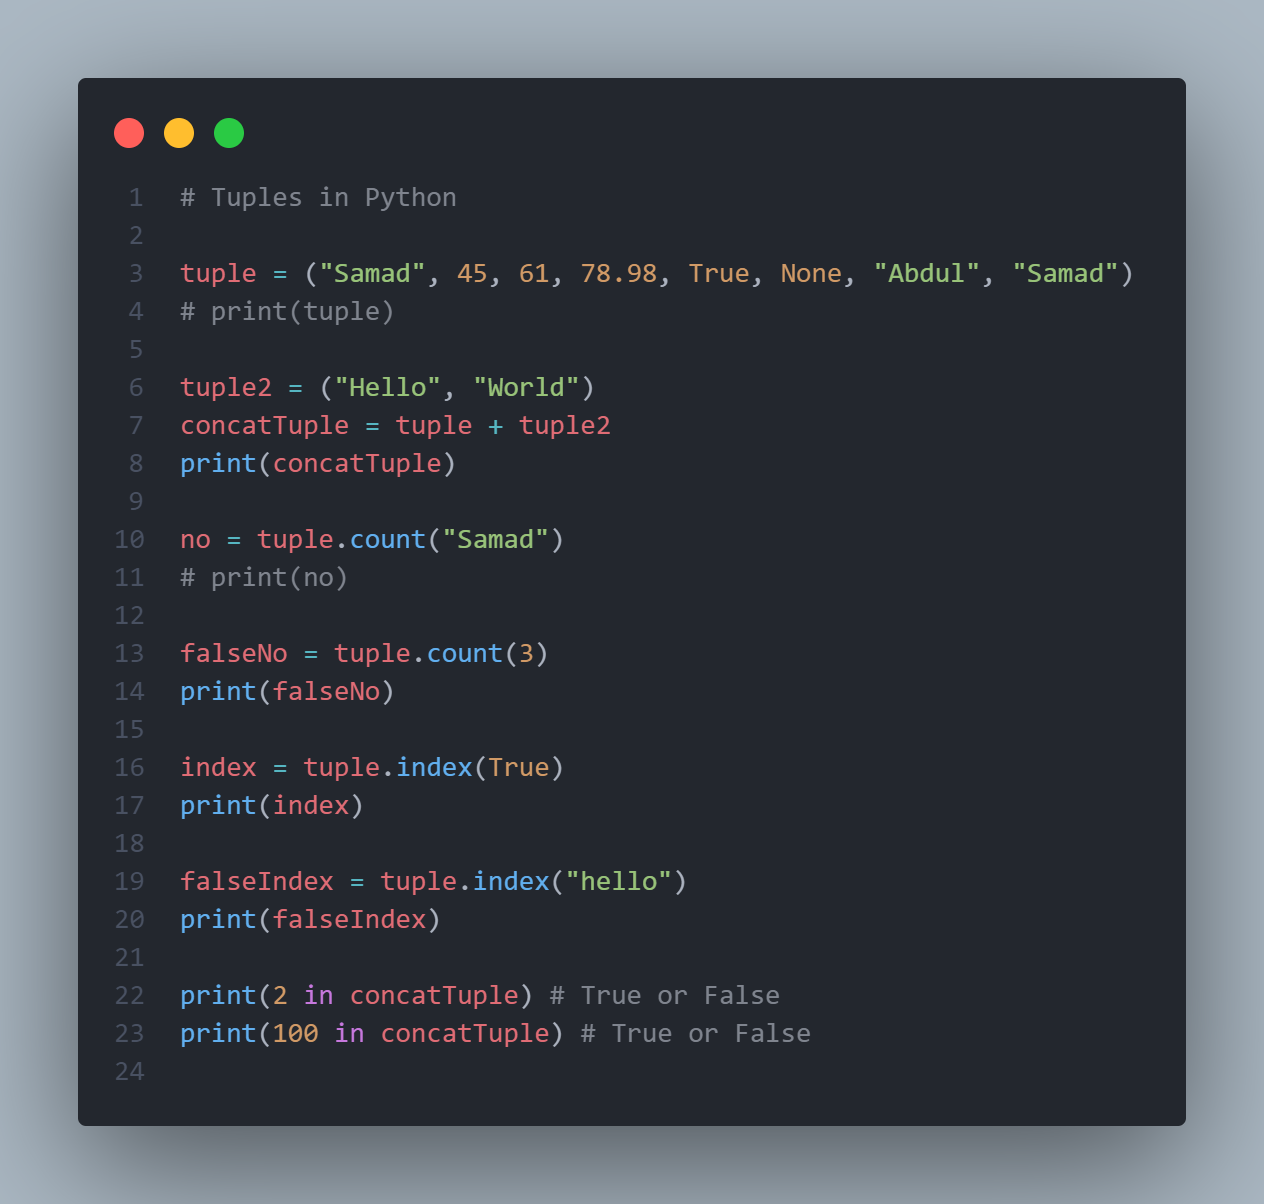 1 # Tuples in Python
2
3 tuple = ("Samad", 45, 61, 78.98, True, None, "Abdul", "Samad")
4 # print(tuple)
5
6 tuple2 = ("Hello", "World")
7 concatTuple = tuple + tuple2
8 print(concatTuple)
9
10 no = tuple.count("Samad")
11 # print(no)
12
13 falseNo = tuple.count(3)
14 print(falseNo)
15
16 index = tuple.index(True)
17 print(index)
18
19 falseIndex = tuple.index("hello")
20 print(falseIndex)
21
22 print(2 in concatTuple) # True or False
23 print(100 in concatTuple) # True or False
24